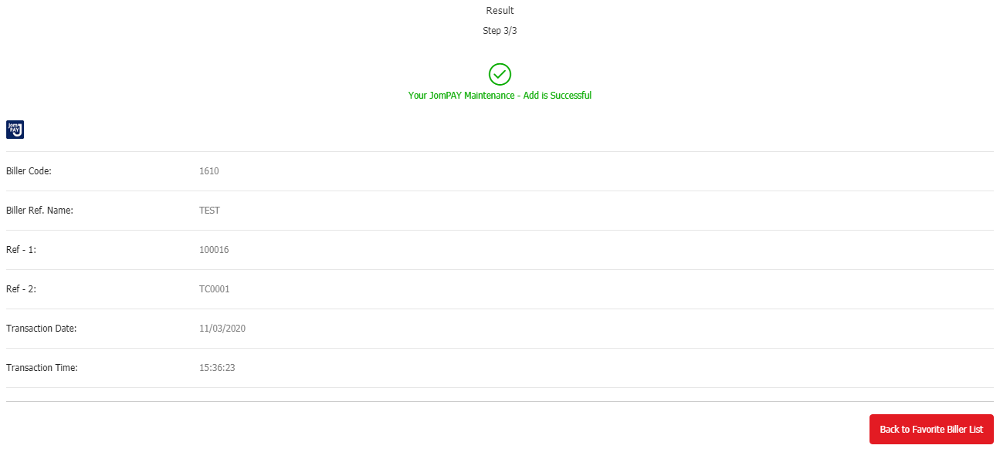 Result
Step 3/3
Your JomPAY Maintenance - Add is Successful
Jom
PAY J
Biller Code: 1610
Biller Ref. Name: TEST
Ref - 1: 100016
Ref - 2: TC0001
Transaction Date: 11/03/2020
Transaction Time: 15:36:23
Back to Favorite Biller List